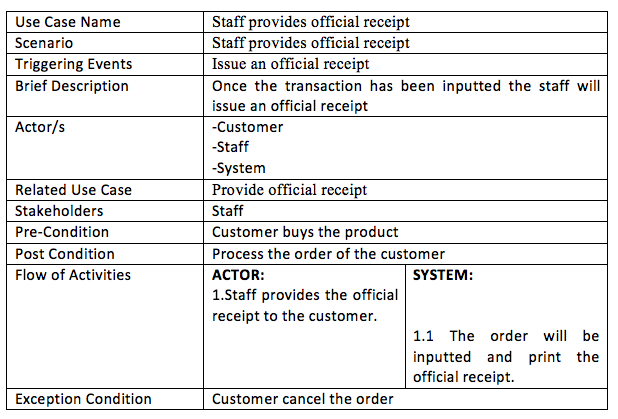 Use Case Name Staff provides official receipt
Scenario Staff provides official receipt
Triggering Events Issue an official receipt
Brief Description Once the transaction has been inputted the staff will
issue an official receipt
Actor/s -Customer
-Staff
-System
Related Use Case Provide official receipt
Stakeholders Staff
Pre-Condition Customer buys the product
Post Condition Process the order of the customer
Flow of Activities ACTOR: SYSTEM:
1.Staff provides the official
receipt to the customer.
1.1 The order will be
inputted and print the
official receipt.
Exception Condition Customer cancel the order